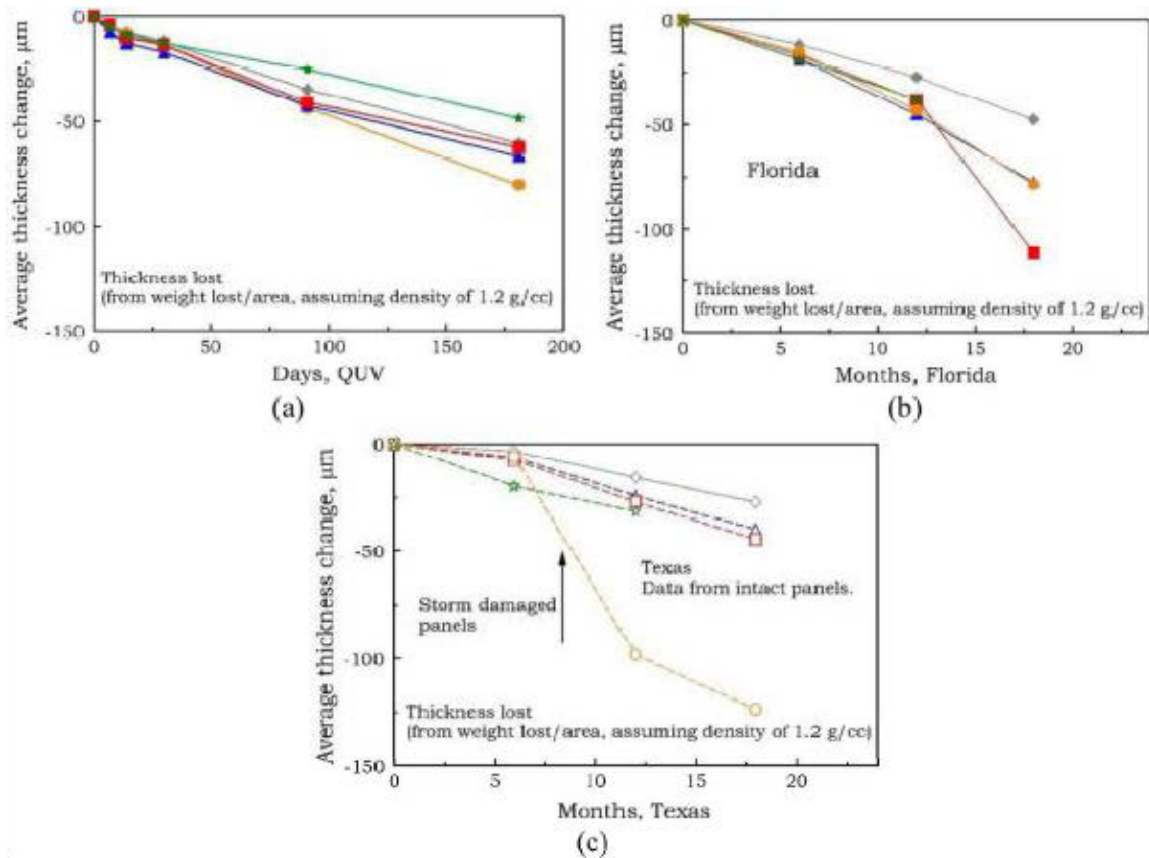 0
-50
-100
-150
Average thickness change, μm
Thickness lost
(from weight lost/area, assuming density of 1.2 g/cc)
0 50 100 150 200
Days, QUV
(a)
0
-50
-100
-150
Average thickness change, μm
Florida
Thickness lost
(from weight lost/area, assuming density of 1.2 g/cc)
0 5 10 15 20
Months, Florida
(b)
0
-50
-100
-150
Average thickness change, μm
Texas
Data from intact panels.
Storm damaged
panels
Thickness lost
(from weight lost/area, assuming density of 1.2 g/cc)
0 5 10 15 20
Months, Texas
(c)